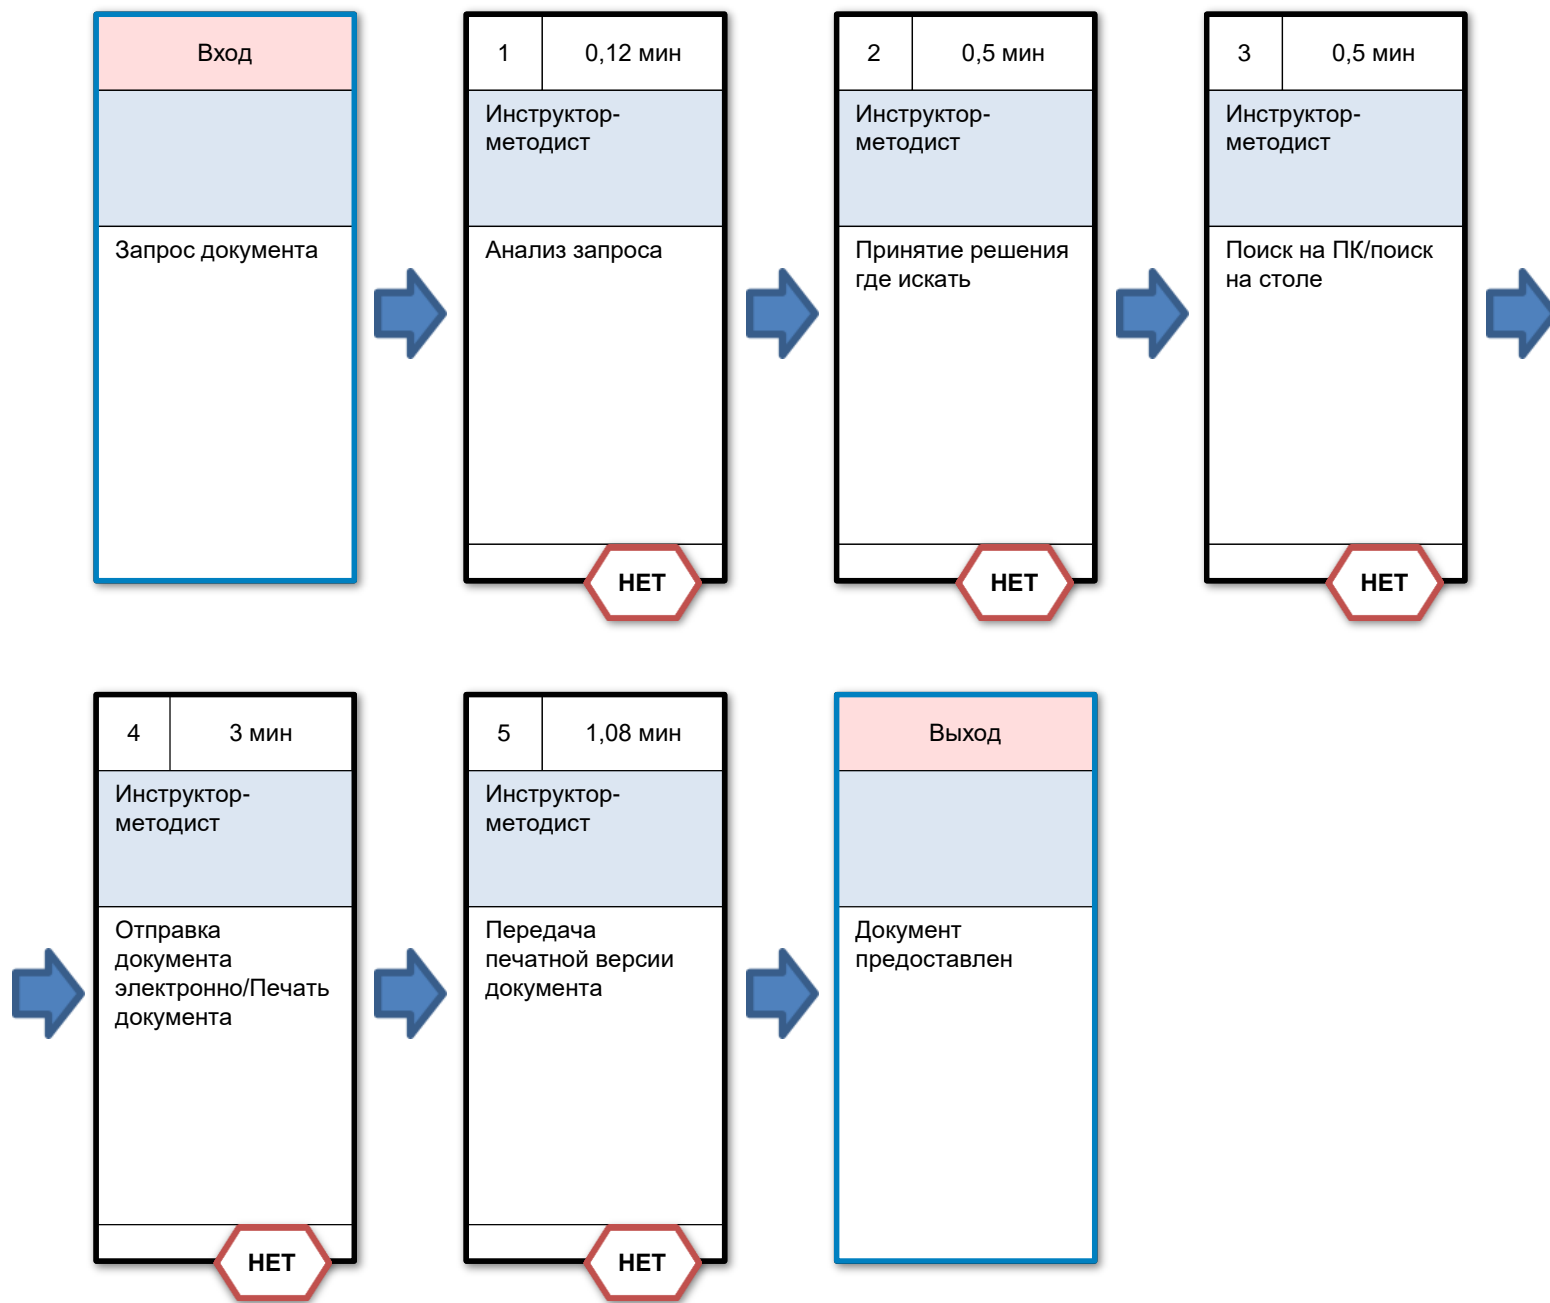 Вход
1 0,12 мин
2 0,5 мин
3 0,5 мин
Инструктор-
методист
Инструктор-
методист
Инструктор-
методист
Запрос документа
Анализ запроса
Принятие решения
где искать
Поиск на ПК/поиск
на столе
НЕТ
НЕТ
НЕТ
4 3 мин
5 1,08 мин
Выход
Инструктор-
методист
Инструктор-
методист
Отправка
документа
электронно/Печать
документа
Передача
печатной версии
документа
Документ
предоставлен
НЕТ
НЕТ